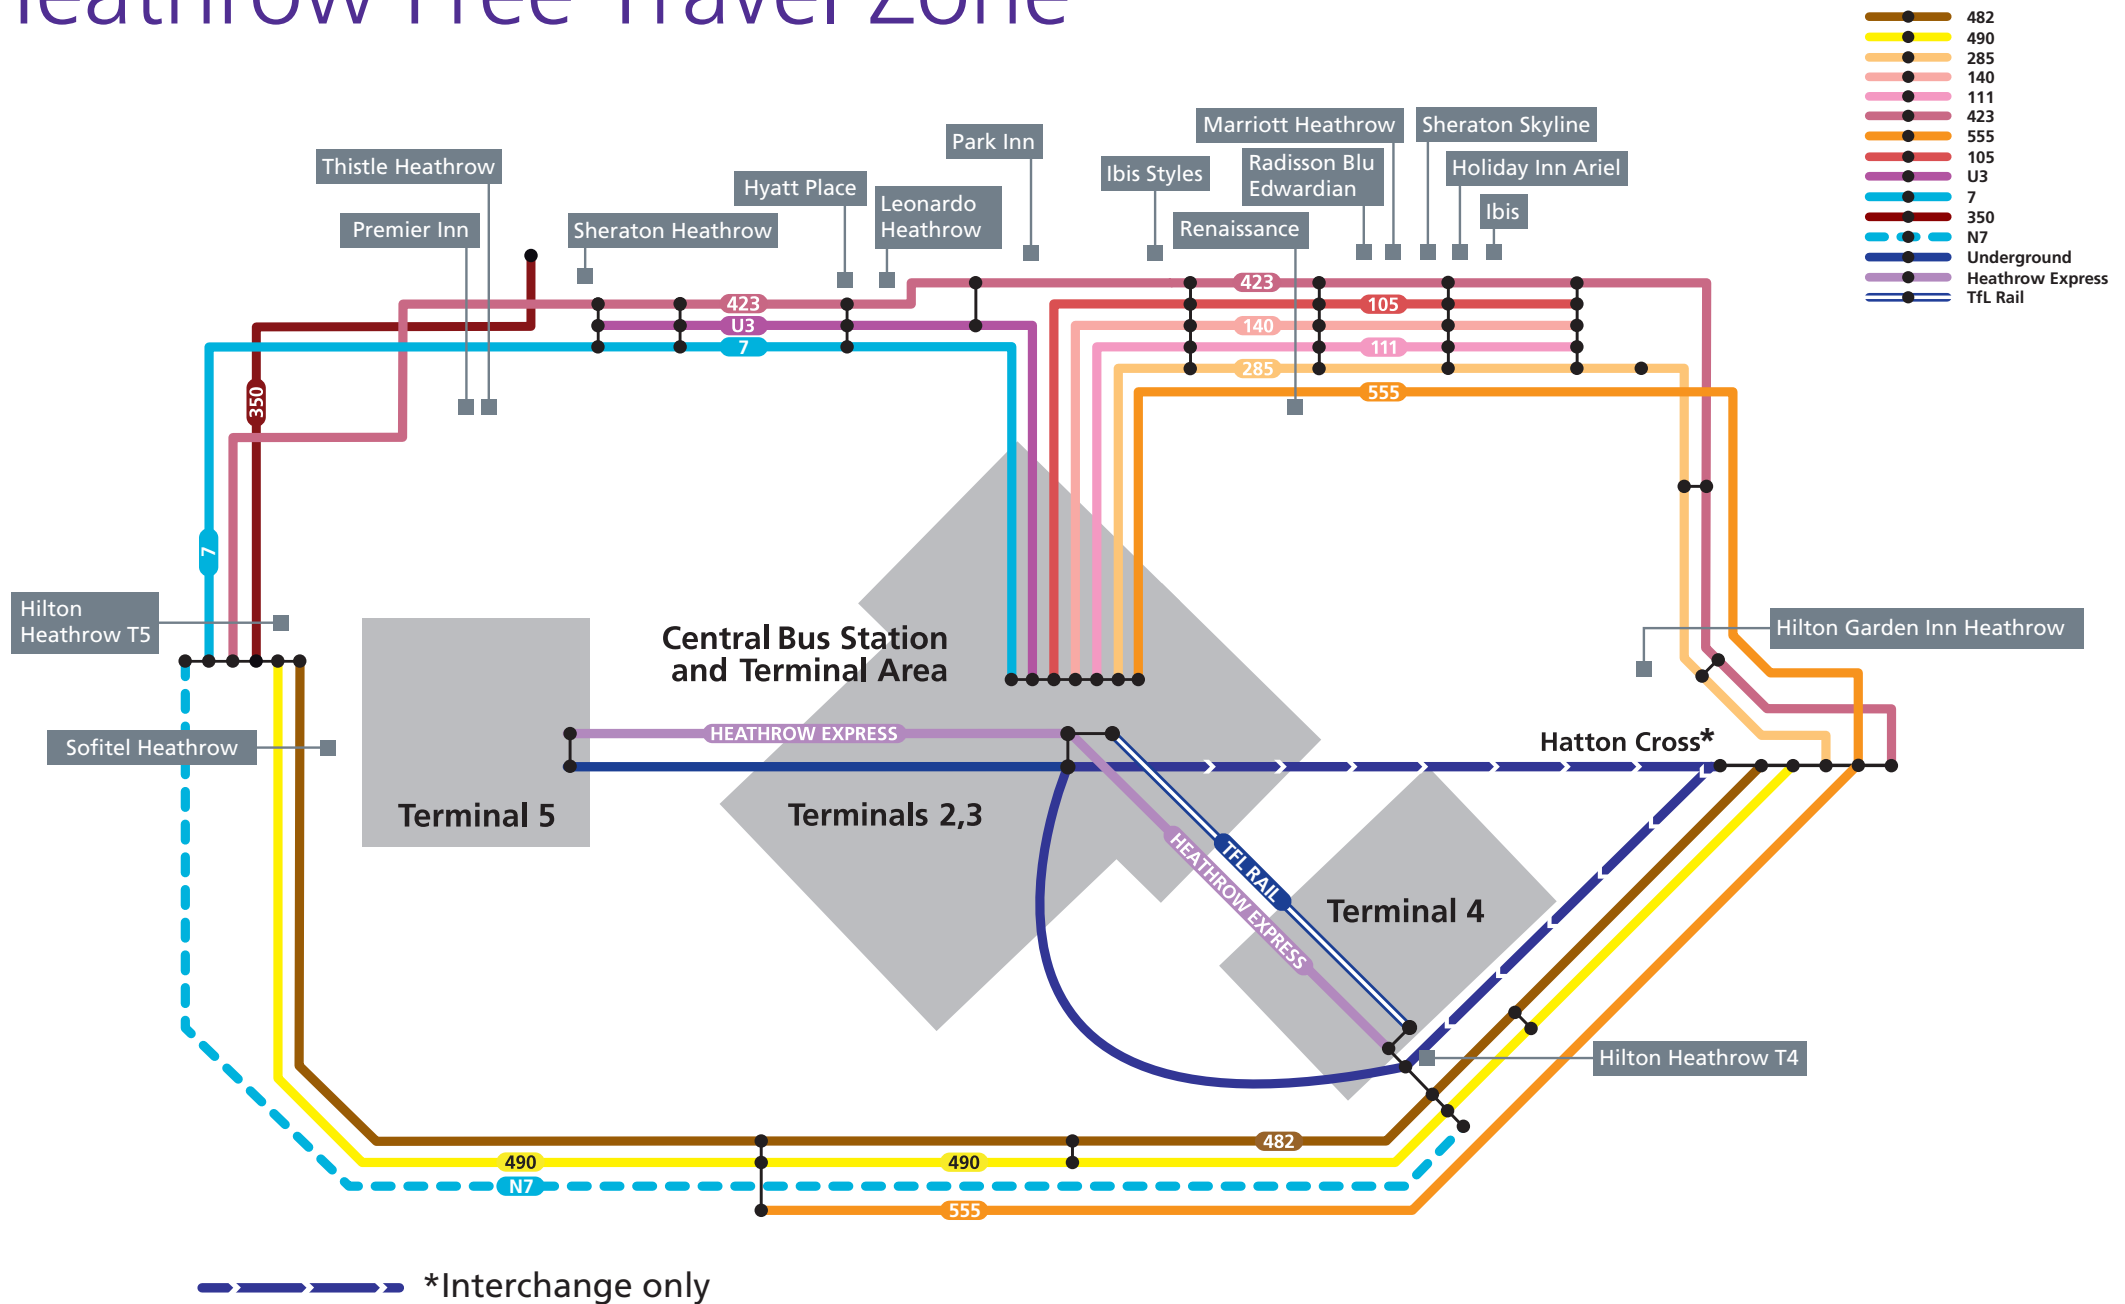 eathrow Free Travel Zone
482
490
285
140
111
423
555
105
U3
7
350
N7
Underground
Heathrow Express
TfL Rail
Thistle Heathrow
Premier Inn
Sheraton Heathrow
Hyatt Place
Leonardo
Heathrow
Park Inn
Ibis Styles
Marriott Heathrow
Radisson Blu
Edwardian
Renaissance
Sheraton Skyline
Holiday Inn Ariel
Ibis
423
U3
7
423
105
140
111
285
555
350
7
Hilton
Heathrow T5
Sofitel Heathrow
Central Bus Station
and Terminal Area
HEATHROW EXPRESS
Terminal 5
Terminals 2,3
HEATHROW EXPRESS
TFL RAIL
Terminal 4
Hatton Cross*
Hilton Garden Inn Heathrow
Hilton Heathrow T4
482
490
490
N7
555
*Interchange only